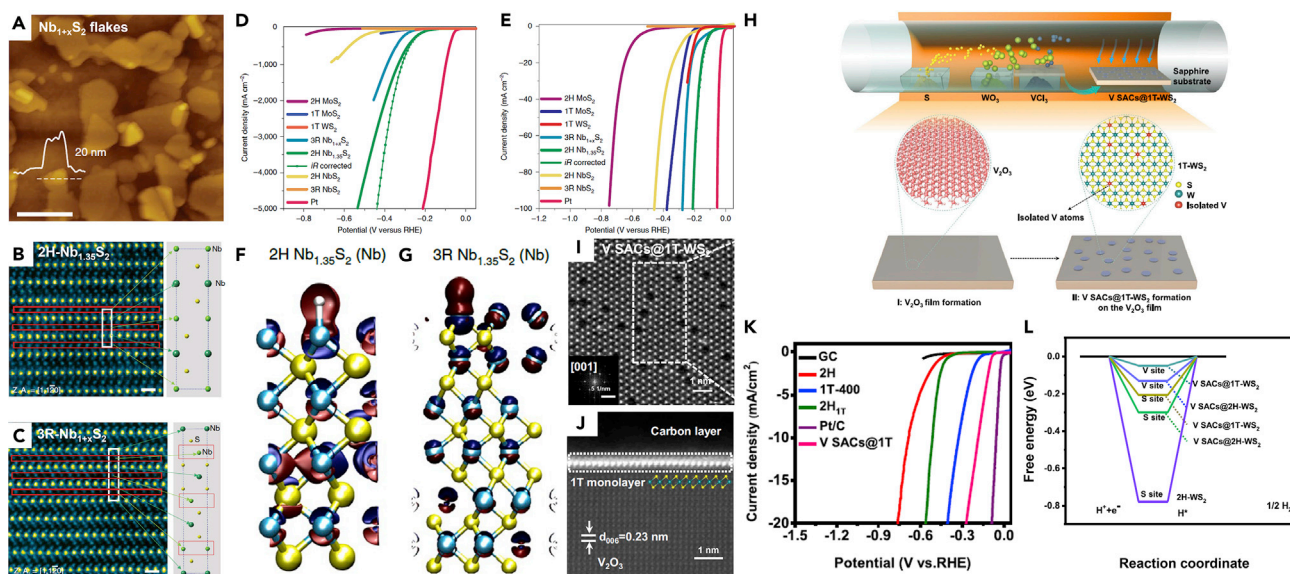 A
Nb1+xS2 flakes
20 nm
B
2H-Nb1.35S2
Nb
Nb
C
3R-Nb1+xS2
Nb
S
Nb
D
Current density (mA cm−2)
0
−1,000
−2,000
−3,000
−4,000
−5,000
2H MoS2
1T MoS2
1T WS2
3R Nb1+xS2
2H Nb1.35S2
iR corrected
2H NbS2
3R NbS2
Pt
−0.8 −0.6 −0.4 −0.2 0.0
Potential (V versus RHE)
E
Current density (mA cm−2)
0
−20
−40
−60
−80
−100
2H MoS2
1T MoS2
1T WS2
3R Nb1+xS2
2H Nb1.35S2
iR corrected
2H NbS2
3R NbS2
Pt
−1.2 −1.0 −0.8 −0.6 −0.4 −0.2 0.0
Potential (V versus RHE)
F
2H Nb1.35S2 (Nb)
G
3R Nb1.35S2 (Nb)
H
S
WO3
VCl3
V SACs@1T-WS2
Sapphire
substrate
V2O3
1T-WS2
S
W
Isolated V
Isolated V atoms
I: V2O3 film formation
II: V SACs@1T-WS2 formation
on the V2O3 film
I
V SACs@1T-WS2
[001]
5 1/nm
1 nm
J
Carbon layer
1T monolayer
d006=0.23 nm
V2O3
1 nm
K
Current density (mA/cm2)
0
-5
-10
-15
-20
GC
2H
1T-400
2H1T
Pt/C
V SACs@1T
-1.5 -1.2 -0.9 -0.6 -0.3 0.0
Potential (V vs.RHE)
L
Free energy (eV)
0.0
-0.2
-0.4
-0.6
-0.8
V site
V site
S site
S site
S site
V SACs@1T-WS2
V SACs@2H-WS2
V SACs@1T-WS2
V SACs@2H-WS2
2H-WS2
H++e−
H*
1/2 H2
Reaction coordinate